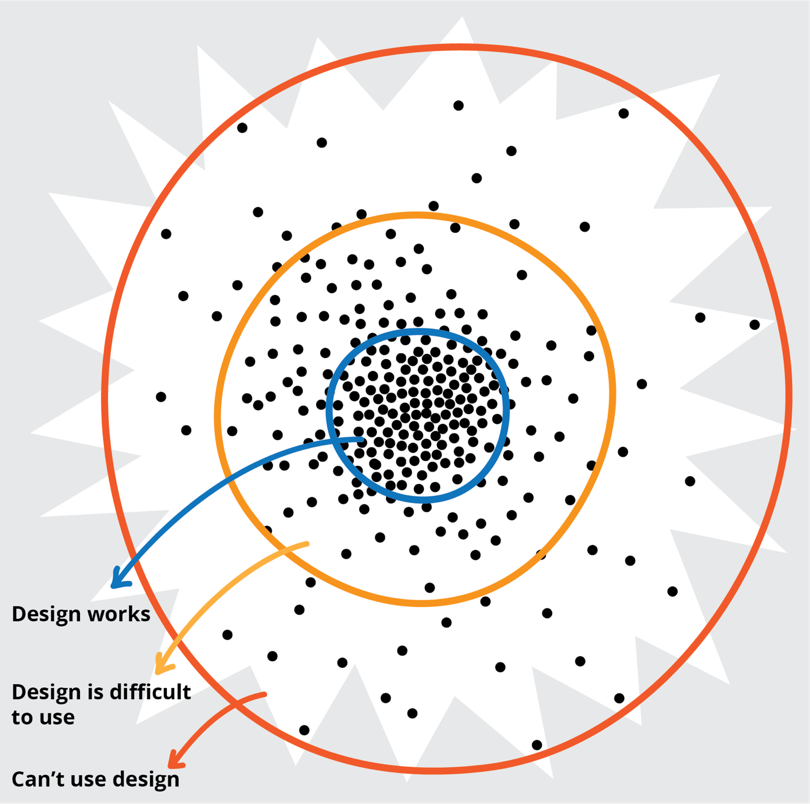 Design works
Design is difficult
to use
Can't use design